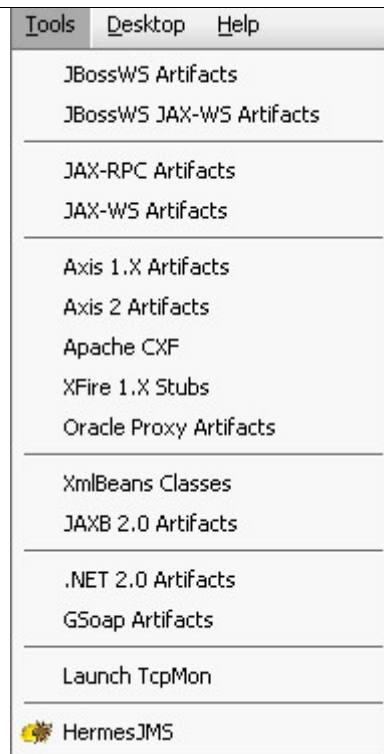 Tools Desktop Help
JBossWS Artifacts
JBossWS JAX-WS Artifacts
JAX-RPC Artifacts
JAX-WS Artifacts
Axis 1.X Artifacts
Axis 2 Artifacts
Apache CXF
XFire 1.X Stubs
Oracle Proxy Artifacts
XmlBeans Classes
JAXB 2.0 Artifacts
.NET 2.0 Artifacts
GSoap Artifacts
Launch TcpMon
HermesJMS